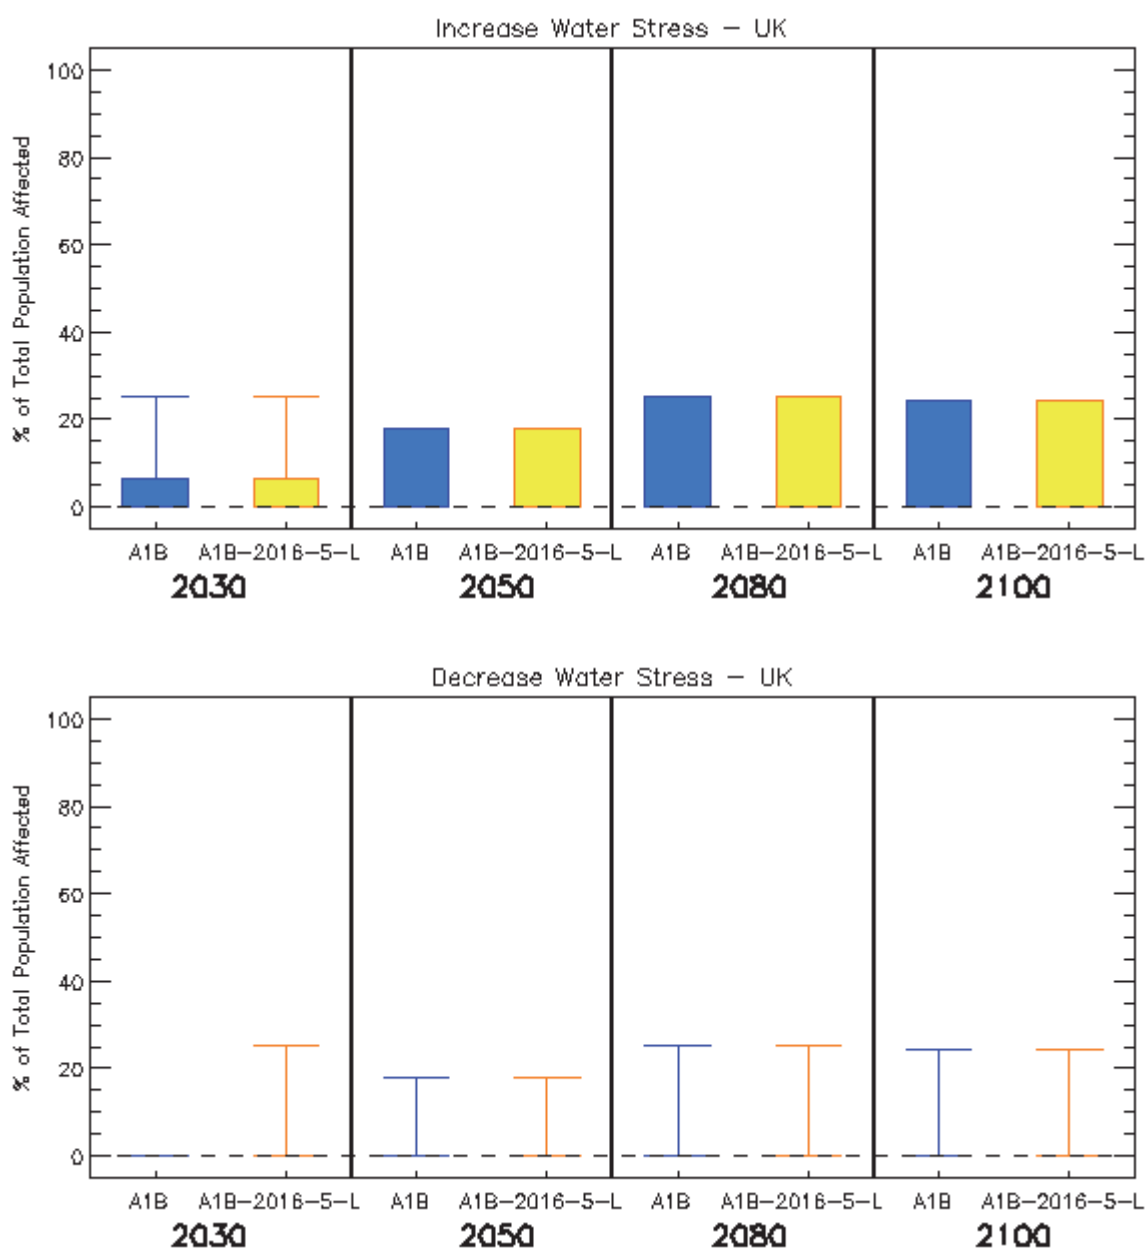 Increase Water Stress – UK
% of Total Population Affected
100
80
60
40
20
0
A1B A1B-2016-5-L A1B A1B-2016-5-L A1B A1B-2016-5-L A1B A1B-2016-5-L
2030 2050 2080 2100
Decrease Water Stress – UK
% of Total Population Affected
100
80
60
40
20
0
A1B A1B-2016-5-L A1B A1B-2016-5-L A1B A1B-2016-5-L A1B A1B-2016-5-L
2030 2050 2080 2100